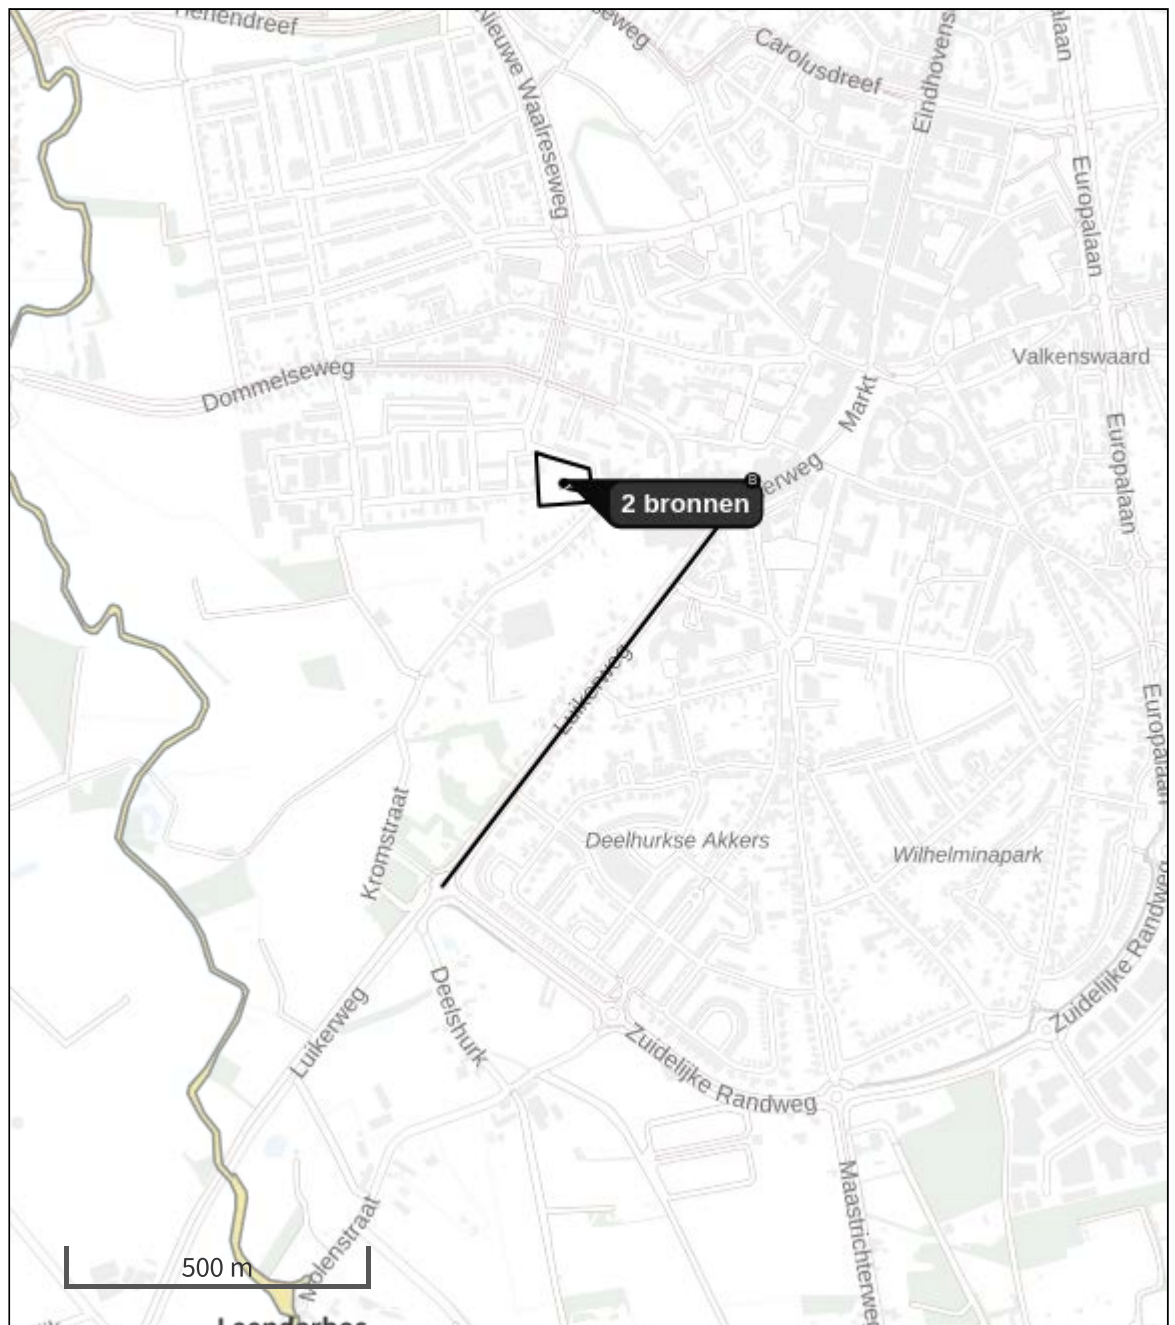 Nieuwe Waalreseweg
Carolusdreef
Europalaan
Dommelseweg
Valkenswaard
Markt
Europalaan
B
erweg
2 bronnen
Luikerweg
Europalaan
Kromstraat
Deelhurkse Akkers
Wilhelminapark
Deelshurk
Luikerweg
Zuidelijke Randweg
Zuidelijke Randweg
Maastrichterweg
Molenstraat
500 m